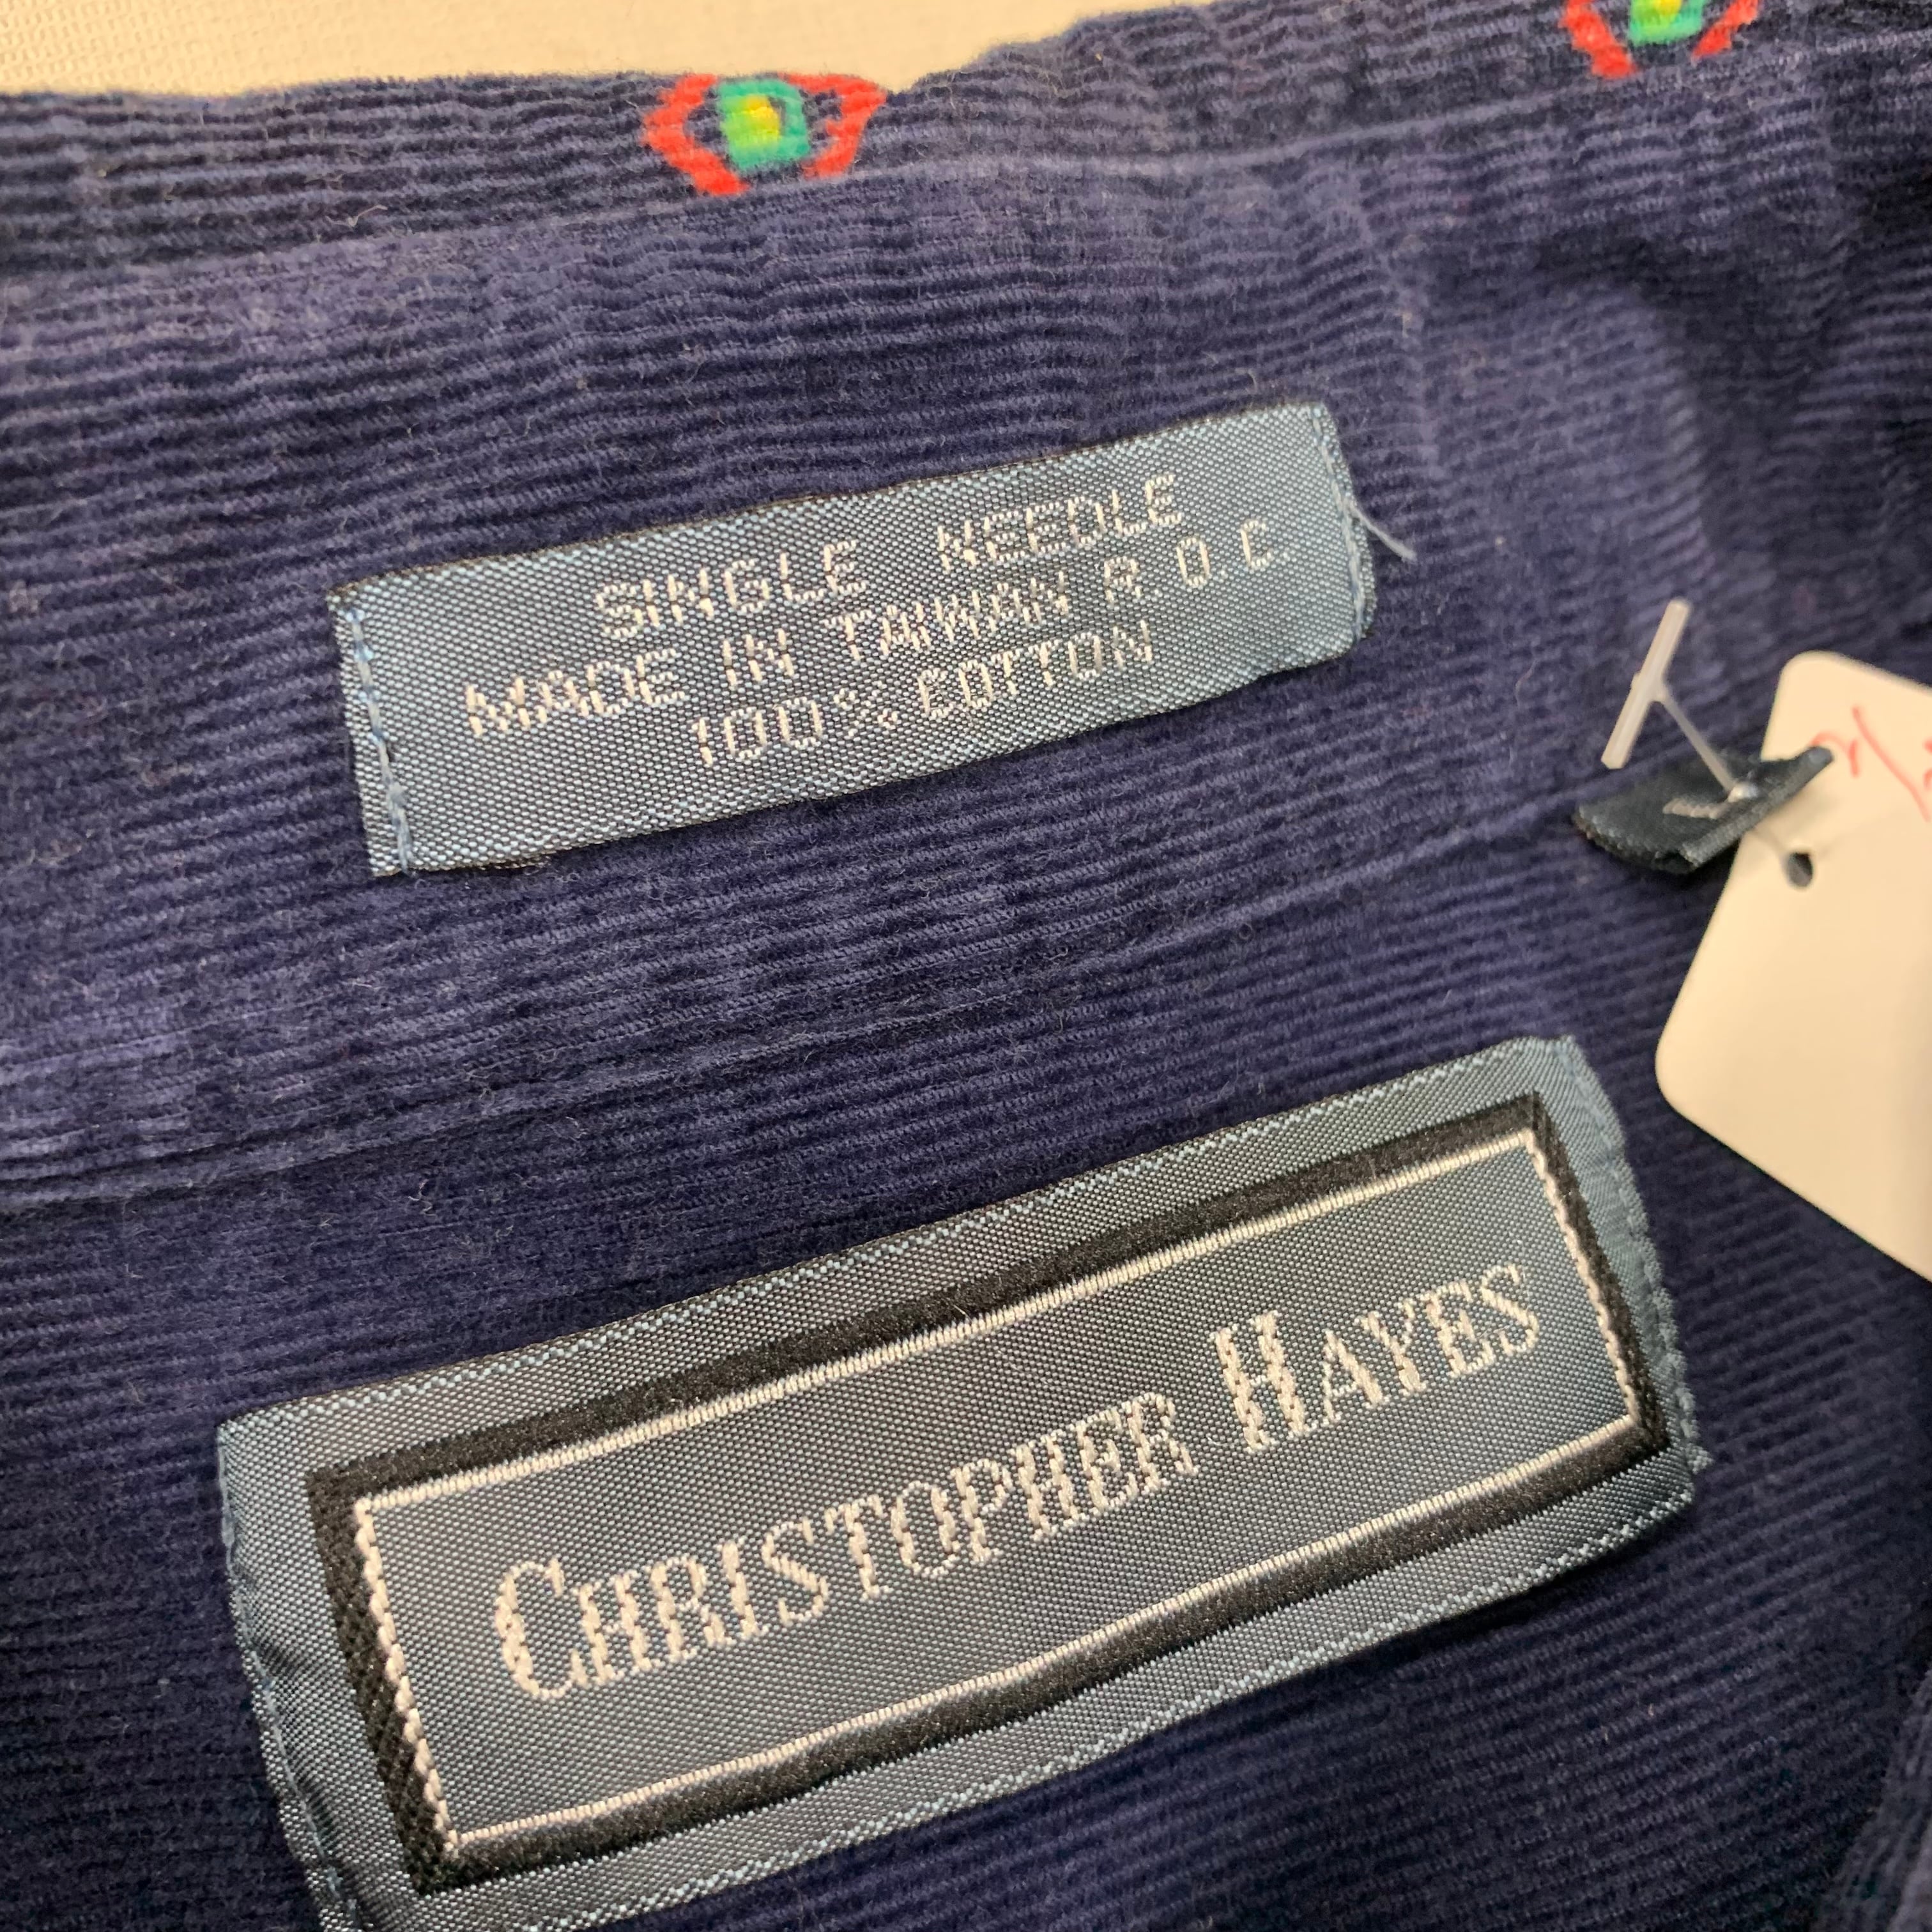 SINGLE NEEDLE
MADE IN TAIWAN R.O.C.
100% COTTON
CHRISTOPHER HAYES